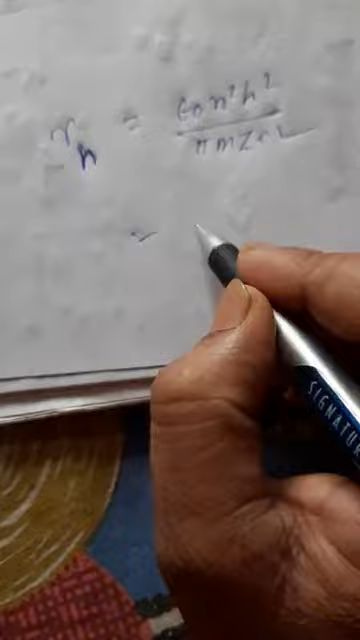 rₙ = ε₀n²h² / πmZe²
SIGNATUR